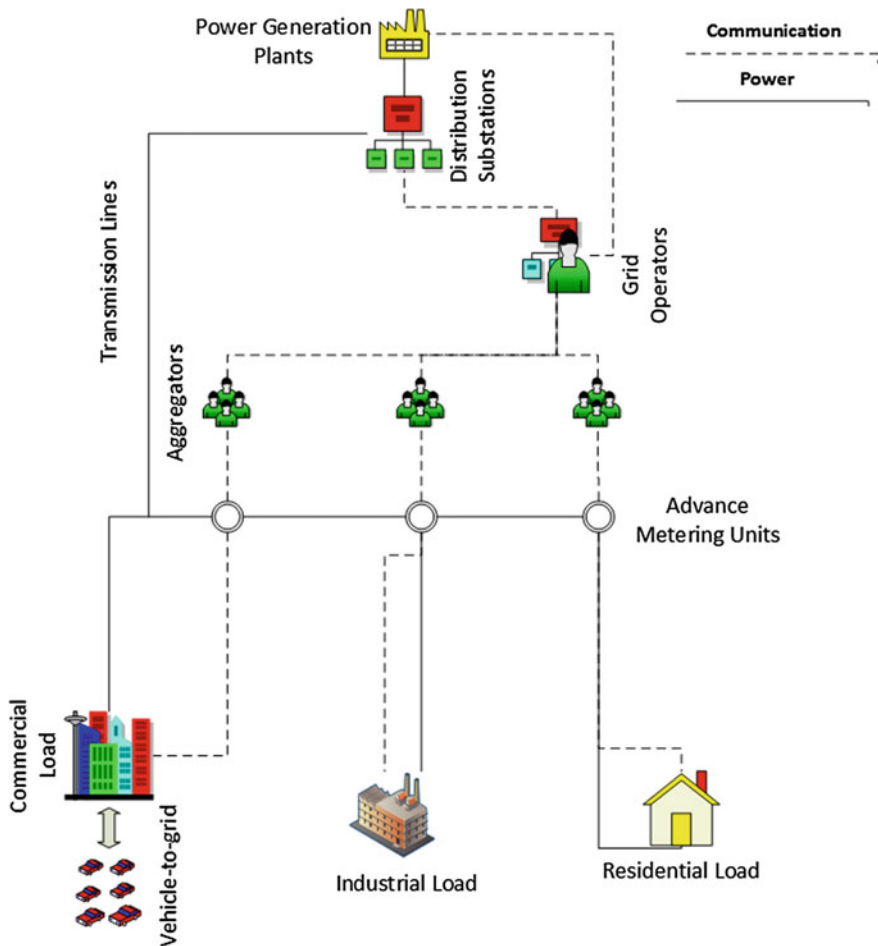 Power Generation
Plants
Communication
Power
Distribution
Substations
Transmission Lines
Grid
Operators
Aggregators
Advance
Metering Units
Commercial
Load
Vehicle-to-grid
Industrial Load
Residential Load